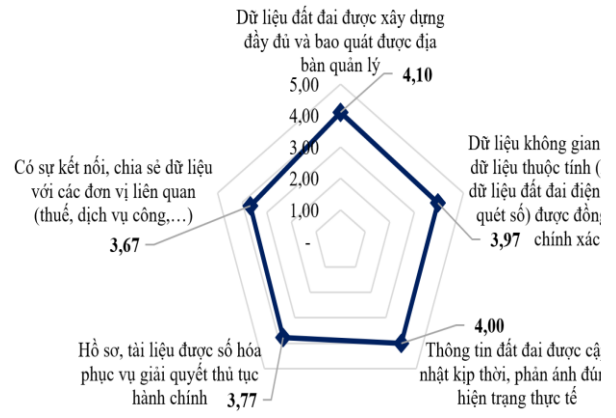 Dữ liệu đất đai được xây dựng
đầy đủ và bao quát được địa
bàn quản lý
4,10
5,00
4,00
3,00
2,00
1,00
-
Dữ liệu không gian
dữ liệu thuộc tính (
dữ liệu đất đai điện
quét số) được đồng
3,97 chính xác
4,00
Thông tin đất đai được cập
nhật kịp thời, phản ánh đúng
hiện trạng thực tế
Hồ sơ, tài liệu được số hóa
phục vụ giải quyết thủ tục
hành chính 3,77
Có sự kết nối, chia sẻ dữ liệu
với các đơn vị liên quan
(thuế, dịch vụ công,…)
3,67